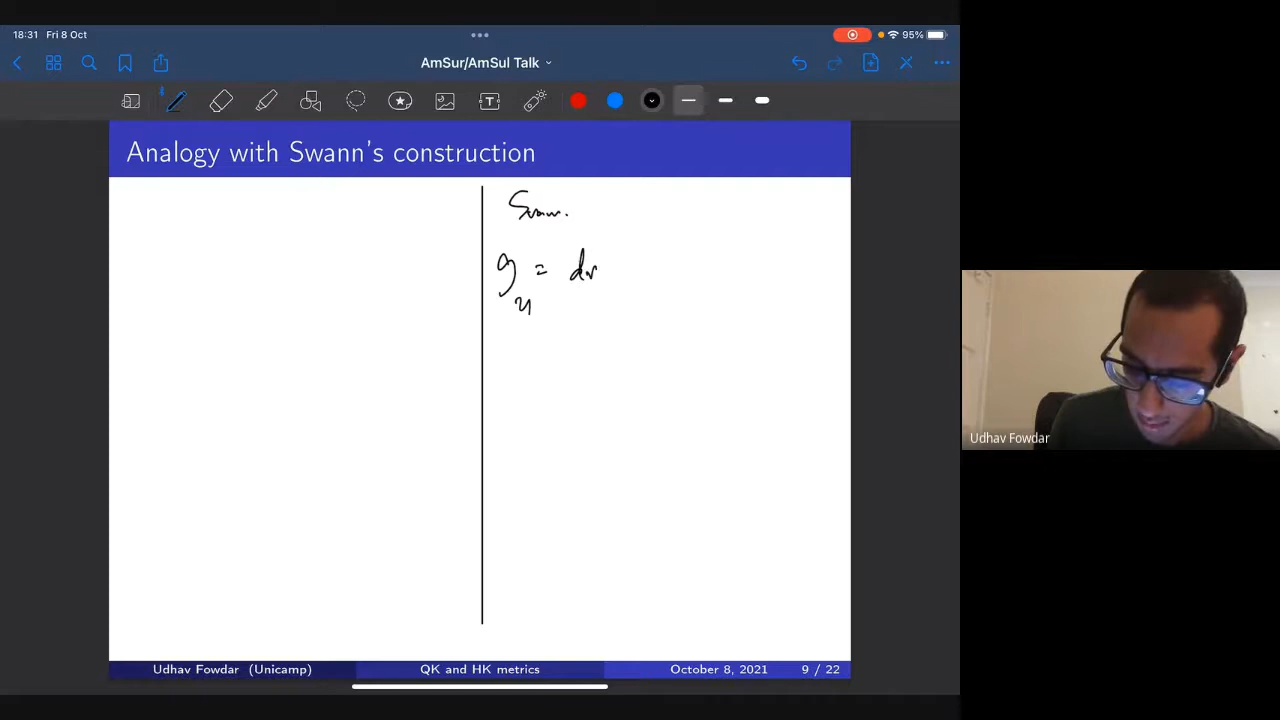 18:31 Fri 8 Oct
95%
AmSur/AmSul Talk
Analogy with Swann's construction
Swann.
g = dr
Udhav Fowdar
Udhav Fowdar (Unicamp)
QK and HK metrics
October 8, 2021
9 / 22